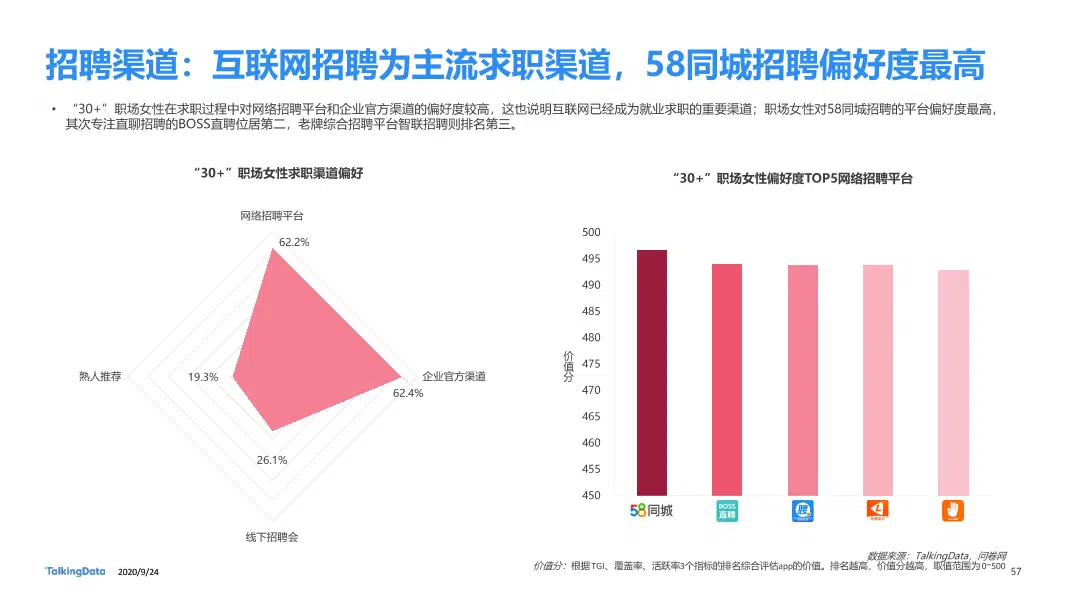 招聘渠道：互联网招聘为主流求职渠道，58同城招聘偏好度最高
• “30+”职场女性在求职过程中对网络招聘平台和企业官方渠道的偏好度较高，这也说明互联网已经成为就业求职的重要渠道；职场女性对58同城招聘的平台偏好度最高，
其次专注直聊招聘的BOSS直聘位居第二，老牌综合招聘平台智联招聘则排名第三。
“30+”职场女性求职渠道偏好
网络招聘平台
62.2%
熟人推荐
19.3%
企业官方渠道
62.4%
26.1%
线下招聘会
“30+”职场女性偏好度TOP5网络招聘平台
价值分
500
495
490
485
480
475
470
465
460
455
450
58同城
BOSS
直聘
聘
数据来源：TalkingData，问卷网
价值分：根据TGI、覆盖率、活跃率3个指标的排名综合评估app的价值。排名越高，价值分越高，取值范围为0~500
TalkingData
2020/9/24
57